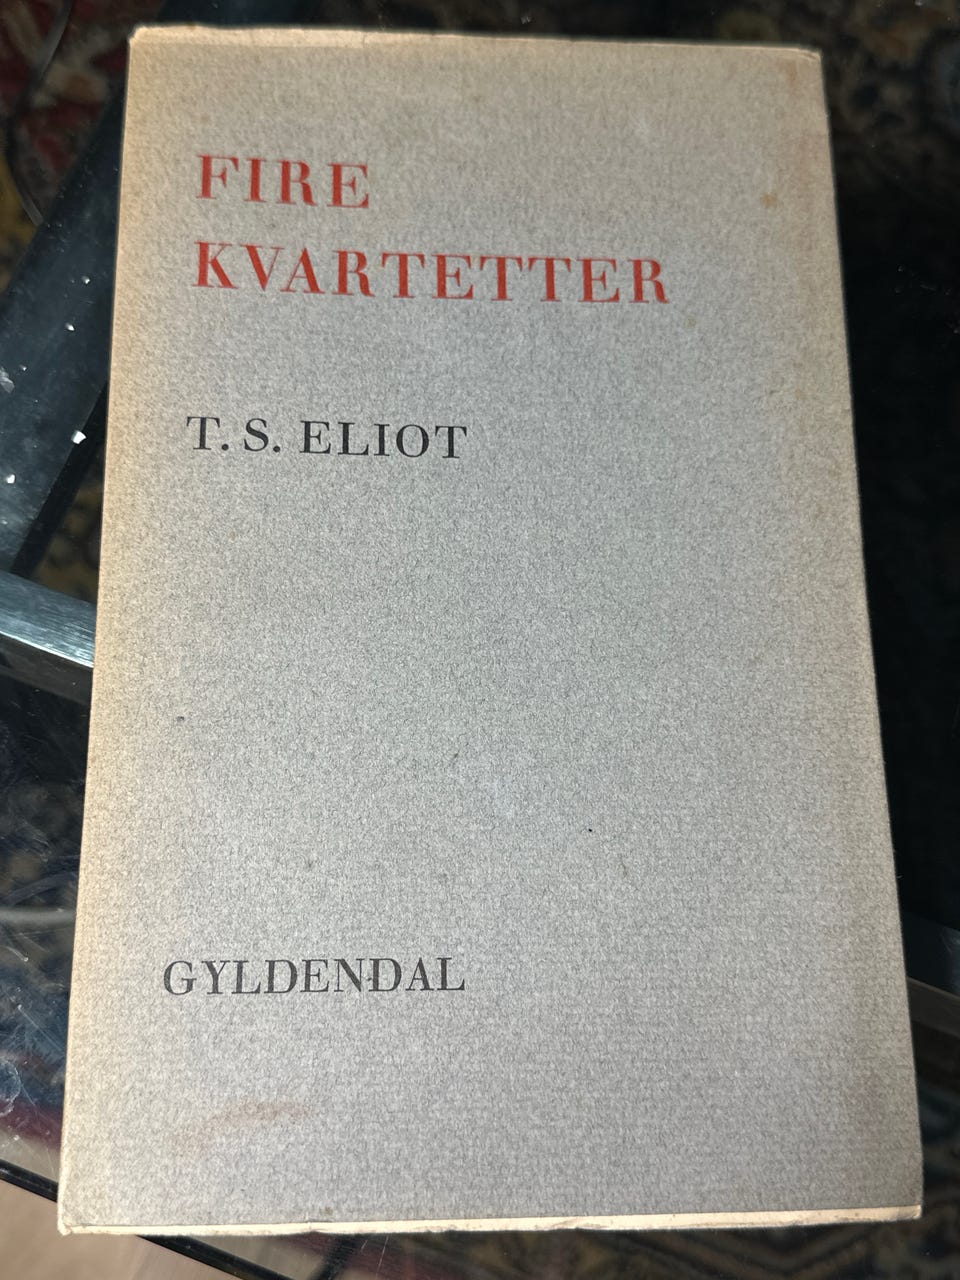 FIRE
KVARTETTER
T. S. ELIOT
GYLDENDAL